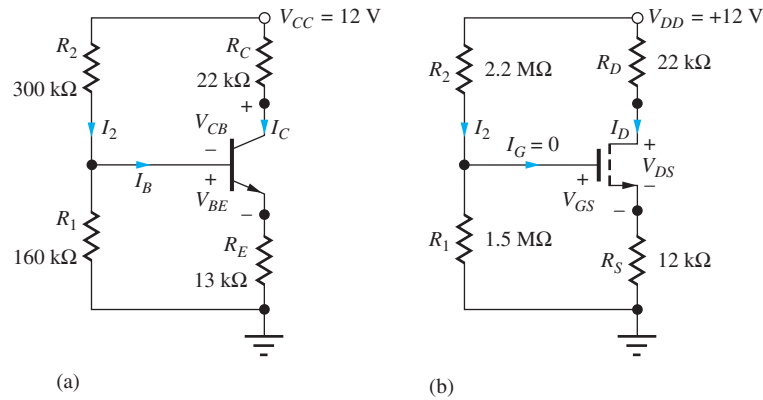 V_CC = 12 V
R_2
300 kΩ
R_C
22 kΩ
+
I_2
I_C
V_CB
–
I_B
+
V_BE
–
R_1
160 kΩ
R_E
13 kΩ
(a)
V_DD = +12 V
R_2
2.2 MΩ
R_D
22 kΩ
I_2
I_G = 0
I_D
+
V_DS
–
+
V_GS
–
R_1
1.5 MΩ
R_S
12 kΩ
(b)